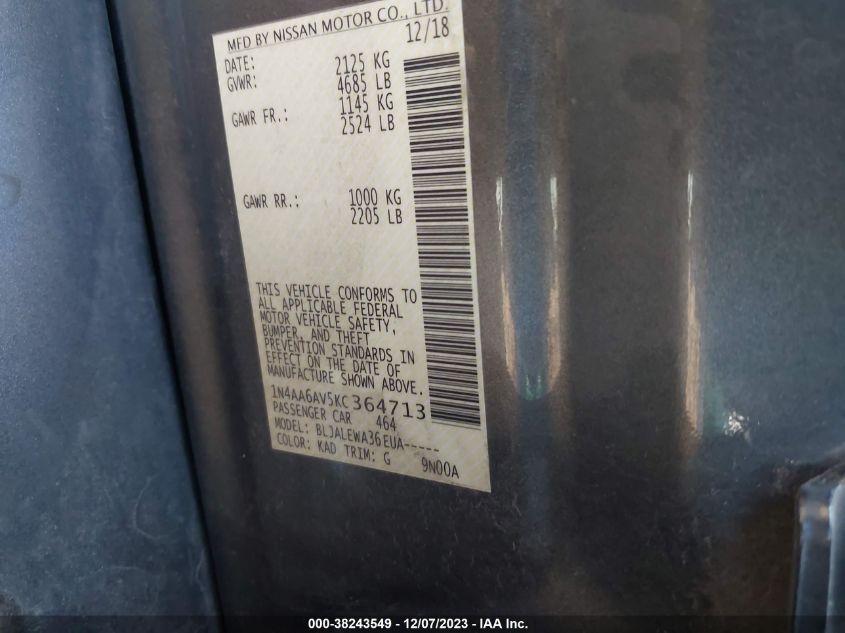 MFD BY NISSAN MOTOR CO., LTD.
DATE: 12/18
GVWR: 2125 KG
4685 LB
GAWR FR.: 1145 KG
2524 LB
GAWR RR.: 1000 KG
2205 LB
THIS VEHICLE CONFORMS TO
ALL APPLICABLE FEDERAL
MOTOR VEHICLE SAFETY,
BUMPER, AND THEFT
PREVENTION STANDARDS IN
EFFECT ON THE DATE OF
MANUFACTURE SHOWN ABOVE.
1N4AA6AV5KC364713
PASSENGER CAR 464
MODEL: BLJALEWA36EUA-----
COLOR: KAD TRIM: G 9N00A
000-38243549 - 12/07/2023 - IAA Inc.